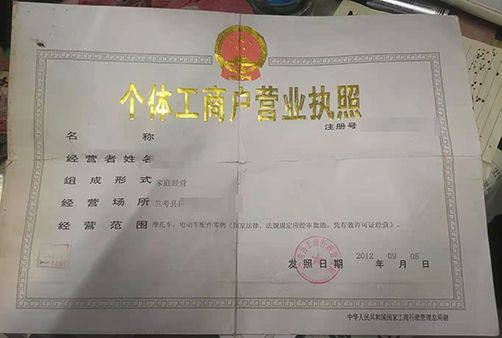 个体工商户营业执照
注册号
名 称
经营者姓名
组成形式 家庭经营
经营场所 兰考县
经营范围 摩托车、电动车配件零售（国家法律、法规规定应经审批的，凭有效许可证经营）。
发照日期 2012 09 05
中华人民共和国国家工商行政管理总局制